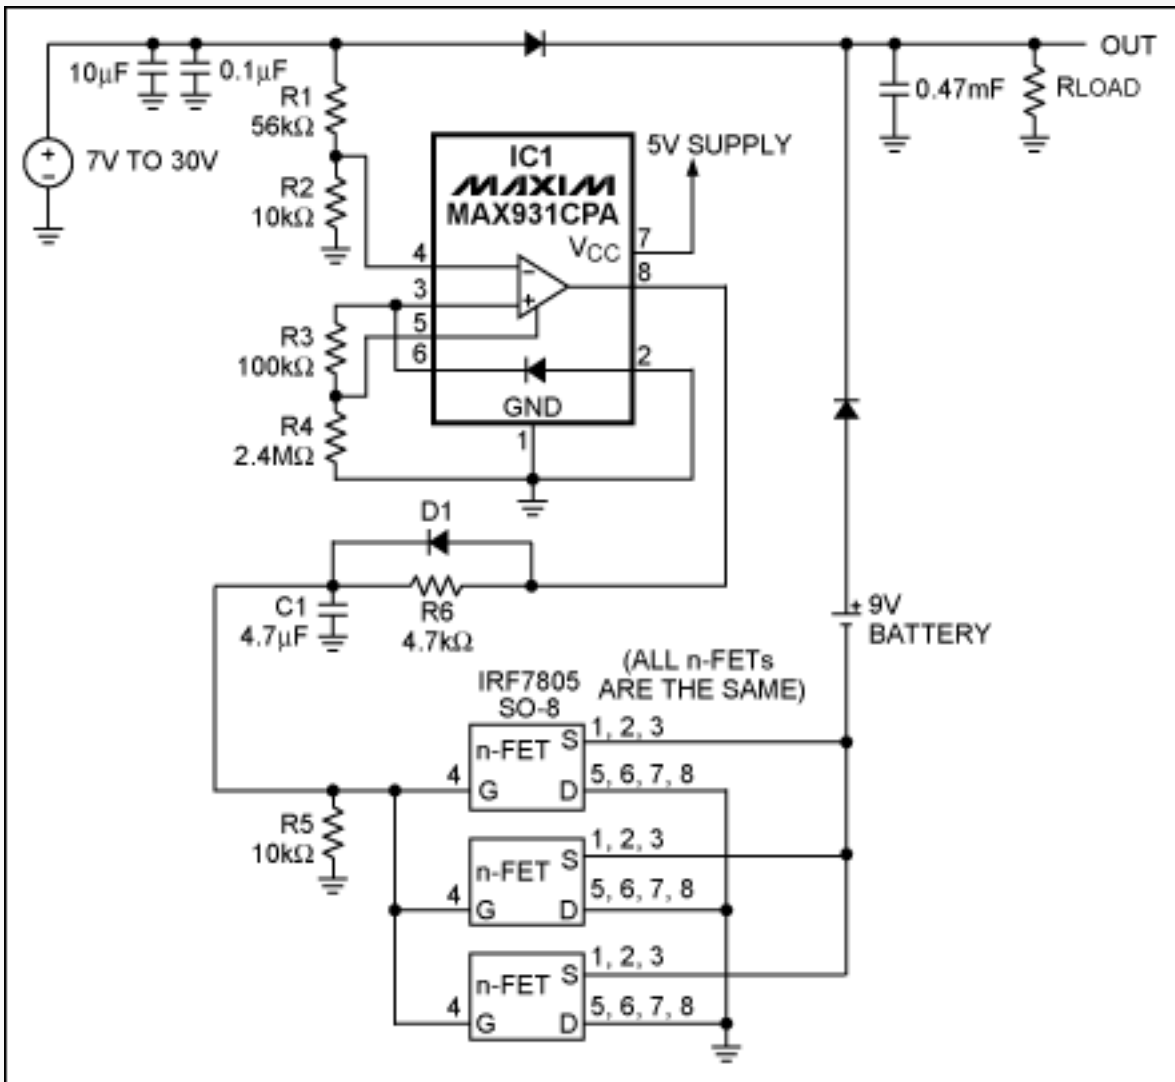 OUT
10µF
0.1µF
R1
56kΩ
0.47mF
RLOAD
+
−
7V TO 30V
R2
10kΩ
IC1
MAXIM
MAX931CPA
5V SUPPLY
VCC
7
4
−
8
3
+
5
R3
100kΩ
6
2
GND
R4
2.4MΩ
1
D1
C1
4.7µF
R6
4.7kΩ
+ 9V
BATTERY
(ALL n-FETs
ARE THE SAME)
IRF7805
SO-8
n-FET
S
1, 2, 3
4
G
D
5, 6, 7, 8
R5
10kΩ
n-FET
S
1, 2, 3
4
G
D
5, 6, 7, 8
n-FET
S
1, 2, 3
4
G
D
5, 6, 7, 8